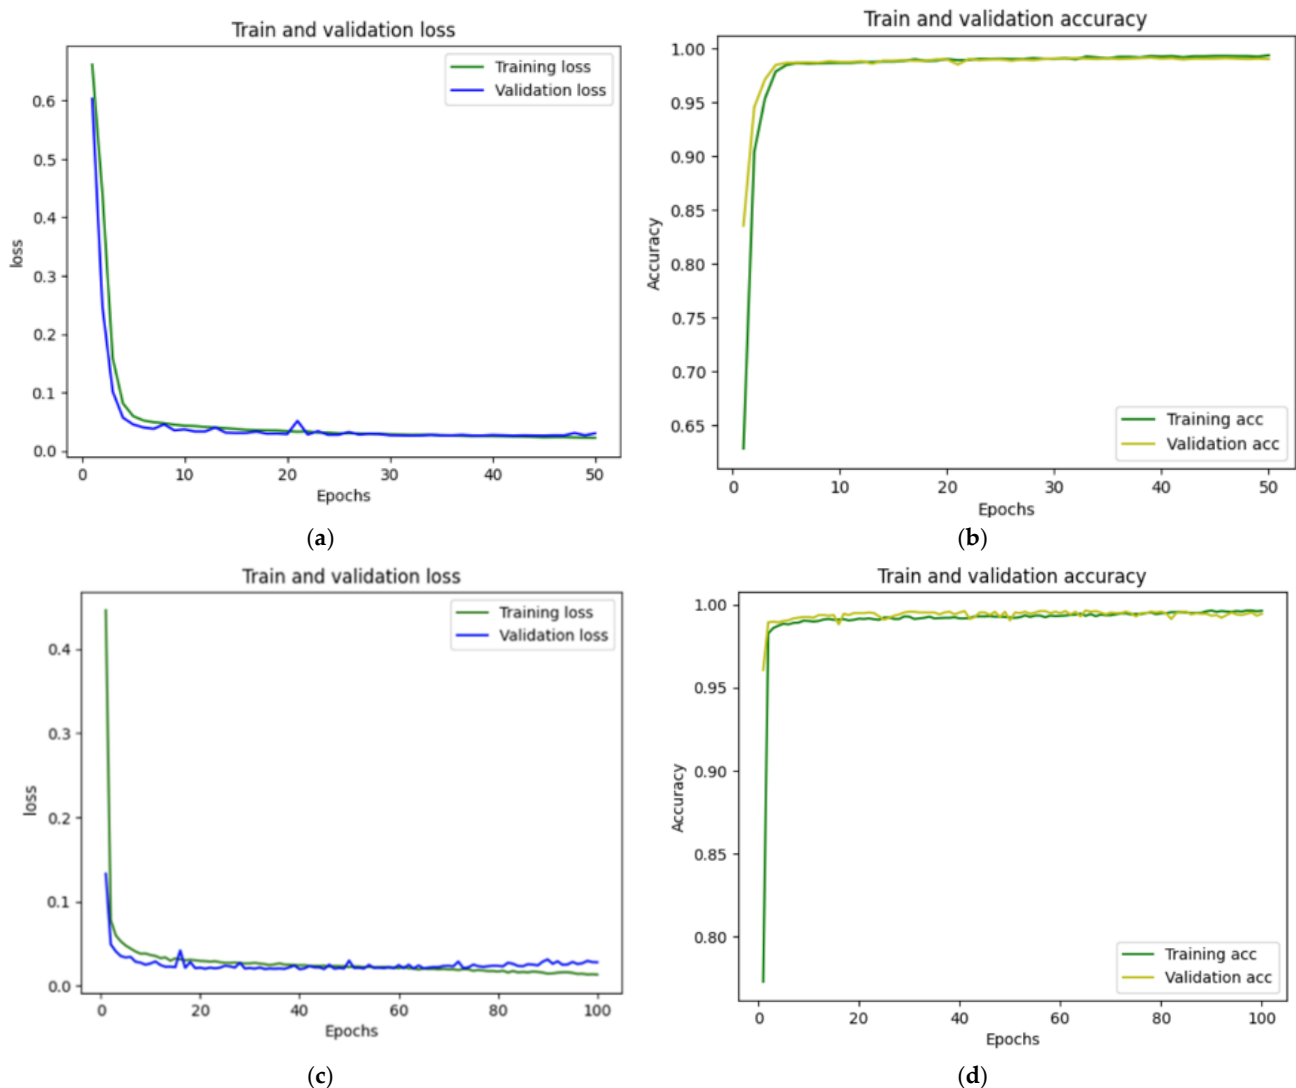 Train and validation loss
Training loss
Validation loss
loss
0.6
0.5
0.4
0.3
0.2
0.1
0.0
0 10 20 30 40 50
Epochs
(a)
Train and validation accuracy
Accuracy
1.00
0.95
0.90
0.85
0.80
0.75
0.70
0.65
Training acc
Validation acc
0 10 20 30 40 50
Epochs
(b)
Train and validation loss
Training loss
Validation loss
loss
0.4
0.3
0.2
0.1
0.0
0 20 40 60 80 100
Epochs
(c)
Train and validation accuracy
Accuracy
1.00
0.95
0.90
0.85
0.80
Training acc
Validation acc
0 20 40 60 80 100
Epochs
(d)